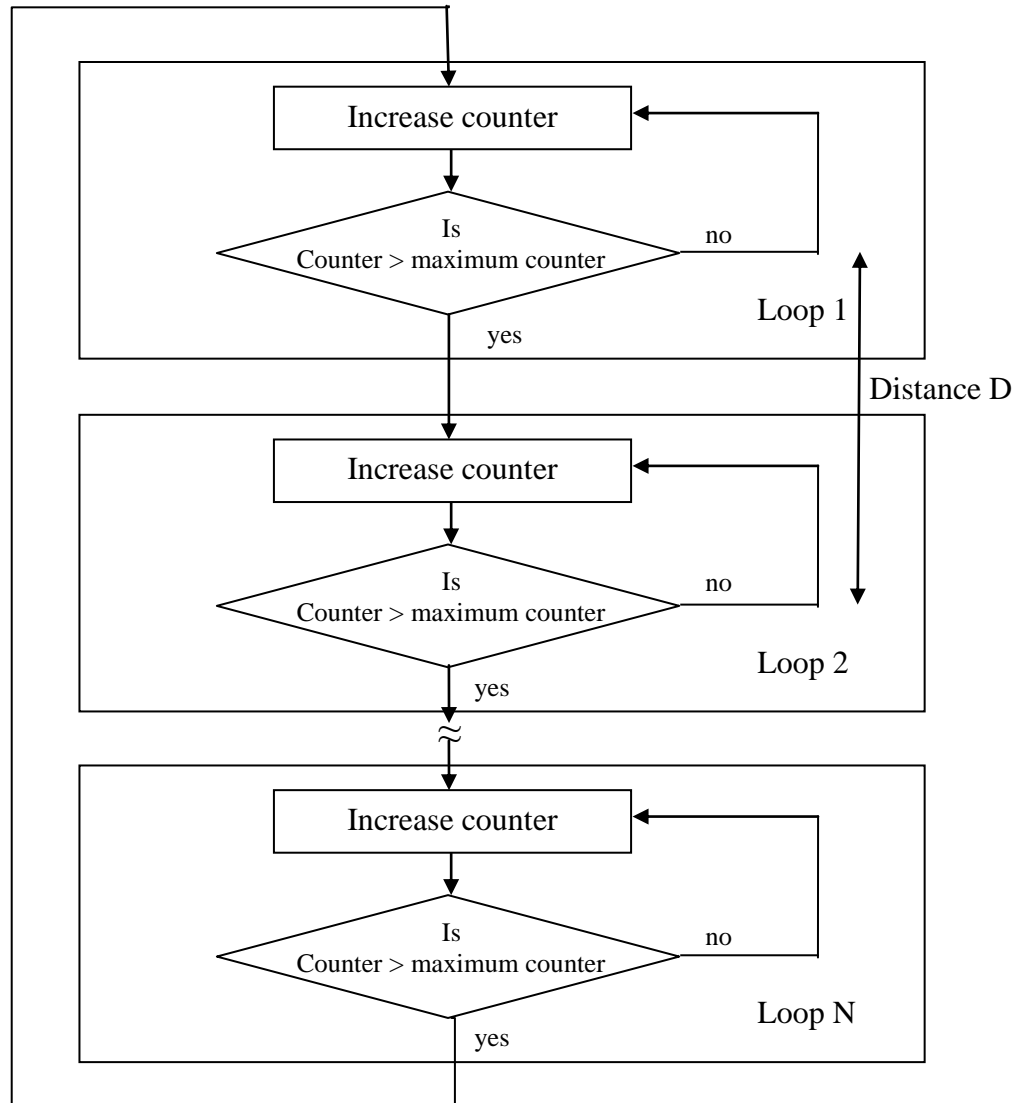 Increase counter
Is
Counter > maximum counter
no
Loop 1
yes
Distance D
Increase counter
Is
Counter > maximum counter
no
Loop 2
yes
≈
Increase counter
Is
Counter > maximum counter
no
Loop N
yes